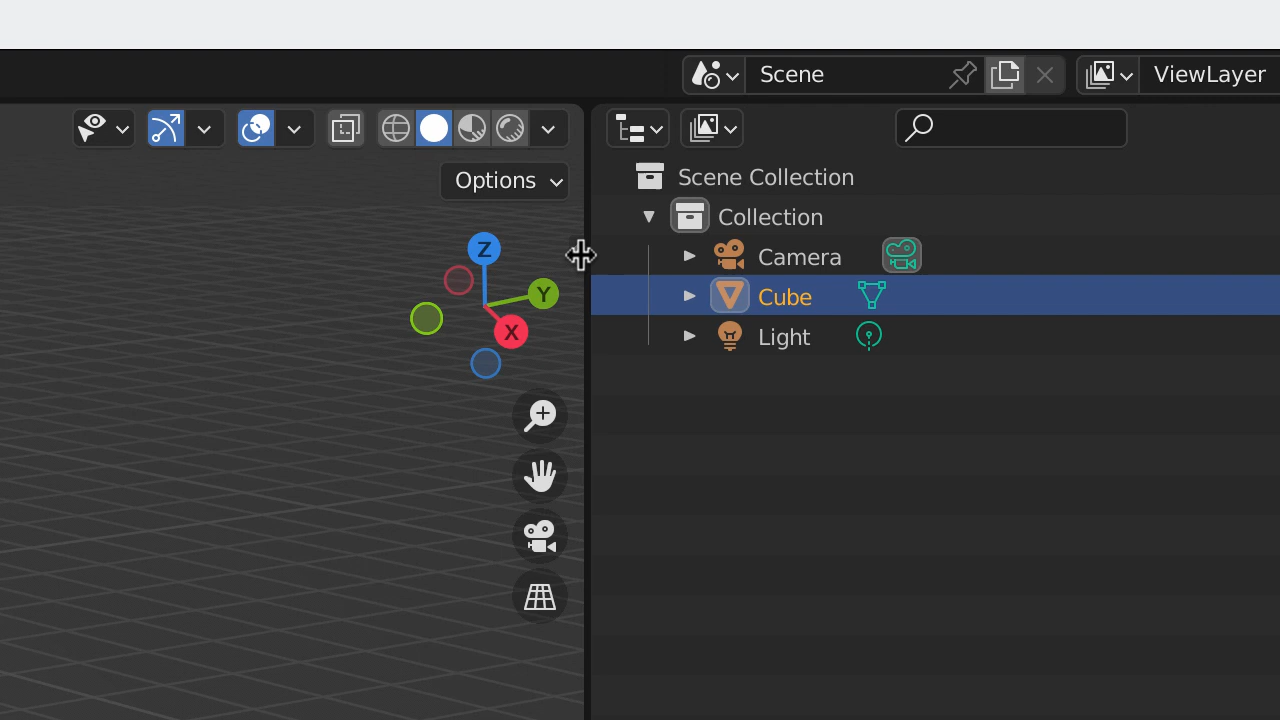 Scene
ViewLayer
Options
Scene Collection
Collection
Camera
Cube
Light
Z
Y
X